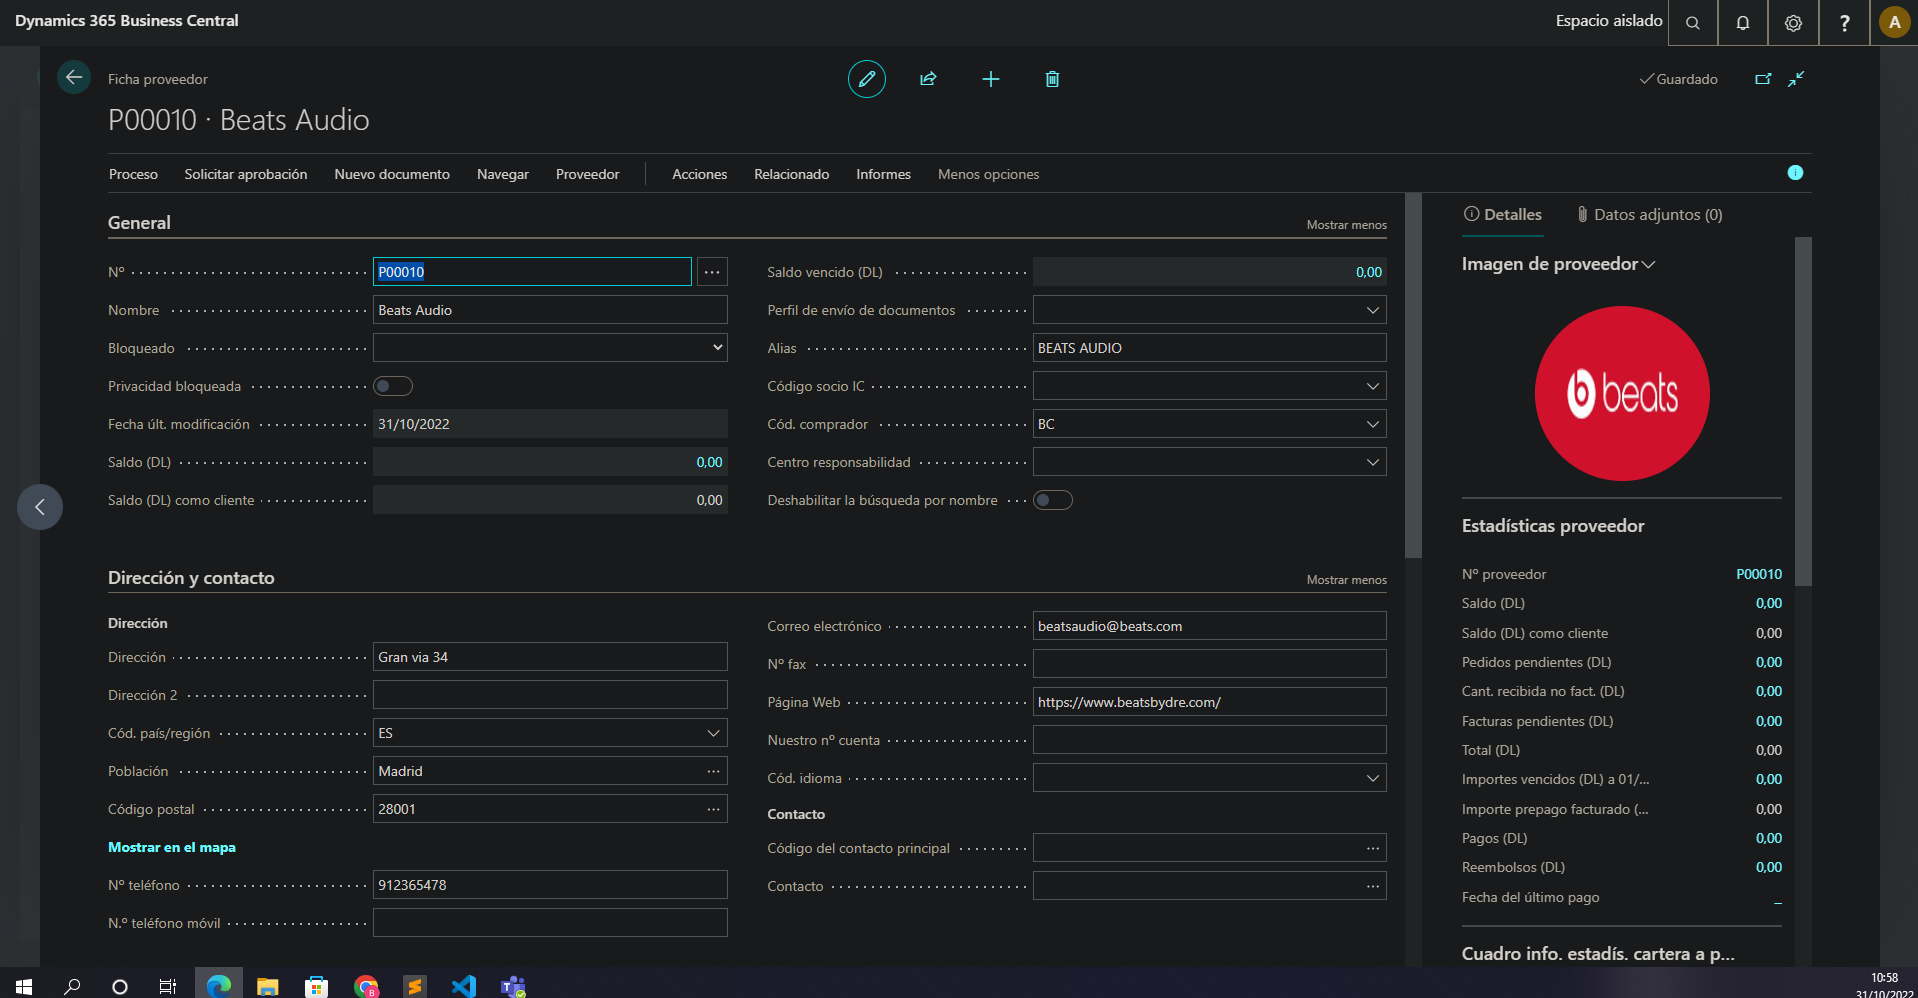 Dynamics 365 Business Central
Espacio aislado
?
A
Ficha proveedor
Guardado
P00010 · Beats Audio
Proceso Solicitar aprobación Nuevo documento Navegar Proveedor Acciones Relacionado Informes Menos opciones
General
Mostrar menos
Nº P00010
Nombre Beats Audio
Bloqueado
Privacidad bloqueada
Fecha últ. modificación 31/10/2022
Saldo (DL) 0,00
Saldo (DL) como cliente 0,00
Saldo vencido (DL) 0,00
Perfil de envío de documentos
Alias BEATS AUDIO
Código socio IC
Cód. comprador BC
Centro responsabilidad
Deshabilitar la búsqueda por nombre
Dirección y contacto
Mostrar menos
Dirección
Dirección Gran via 34
Dirección 2
Cód. país/región ES
Población Madrid
Código postal 28001
Mostrar en el mapa
Nº teléfono 912365478
N.º teléfono móvil
Correo electrónico beatsaudio@beats.com
Nº fax
Página Web https://www.beatsbydre.com/
Nuestro nº cuenta
Cód. idioma
Contacto
Código del contacto principal
Contacto
Detalles Datos adjuntos (0)
Imagen de proveedor
beats
Estadísticas proveedor
Nº proveedor P00010
Saldo (DL) 0,00
Saldo (DL) como cliente 0,00
Pedidos pendientes (DL) 0,00
Cant. recibida no fact. (DL) 0,00
Facturas pendientes (DL) 0,00
Total (DL) 0,00
Importes vencidos (DL) a 01/... 0,00
Importe prepago facturado (... 0,00
Pagos (DL) 0,00
Reembolsos (DL) 0,00
Fecha del último pago _
Cuadro info. estadís. cartera a p...
10:58
31/10/2022